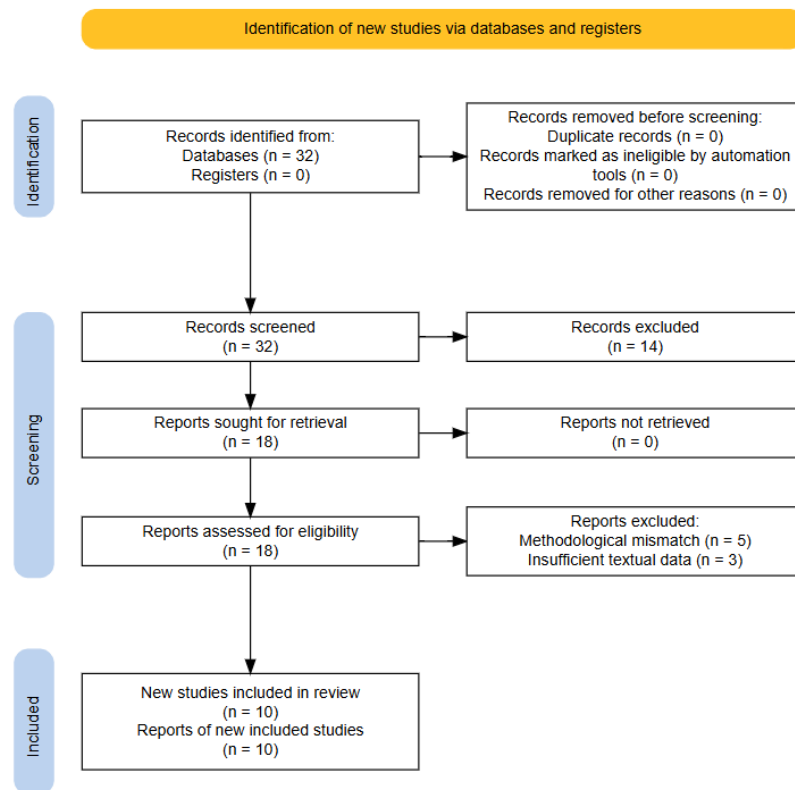 Identification of new studies via databases and registers
Identification
Records identified from:
Databases (n = 32)
Registers (n = 0)
Records removed before screening:
Duplicate records (n = 0)
Records marked as ineligible by automation
tools (n = 0)
Records removed for other reasons (n = 0)
Screening
Records screened
(n = 32)
Records excluded
(n = 14)
Reports sought for retrieval
(n = 18)
Reports not retrieved
(n = 0)
Reports assessed for eligibility
(n = 18)
Reports excluded:
Methodological mismatch (n = 5)
Insufficient textual data (n = 3)
Included
New studies included in review
(n = 10)
Reports of new included studies
(n = 10)